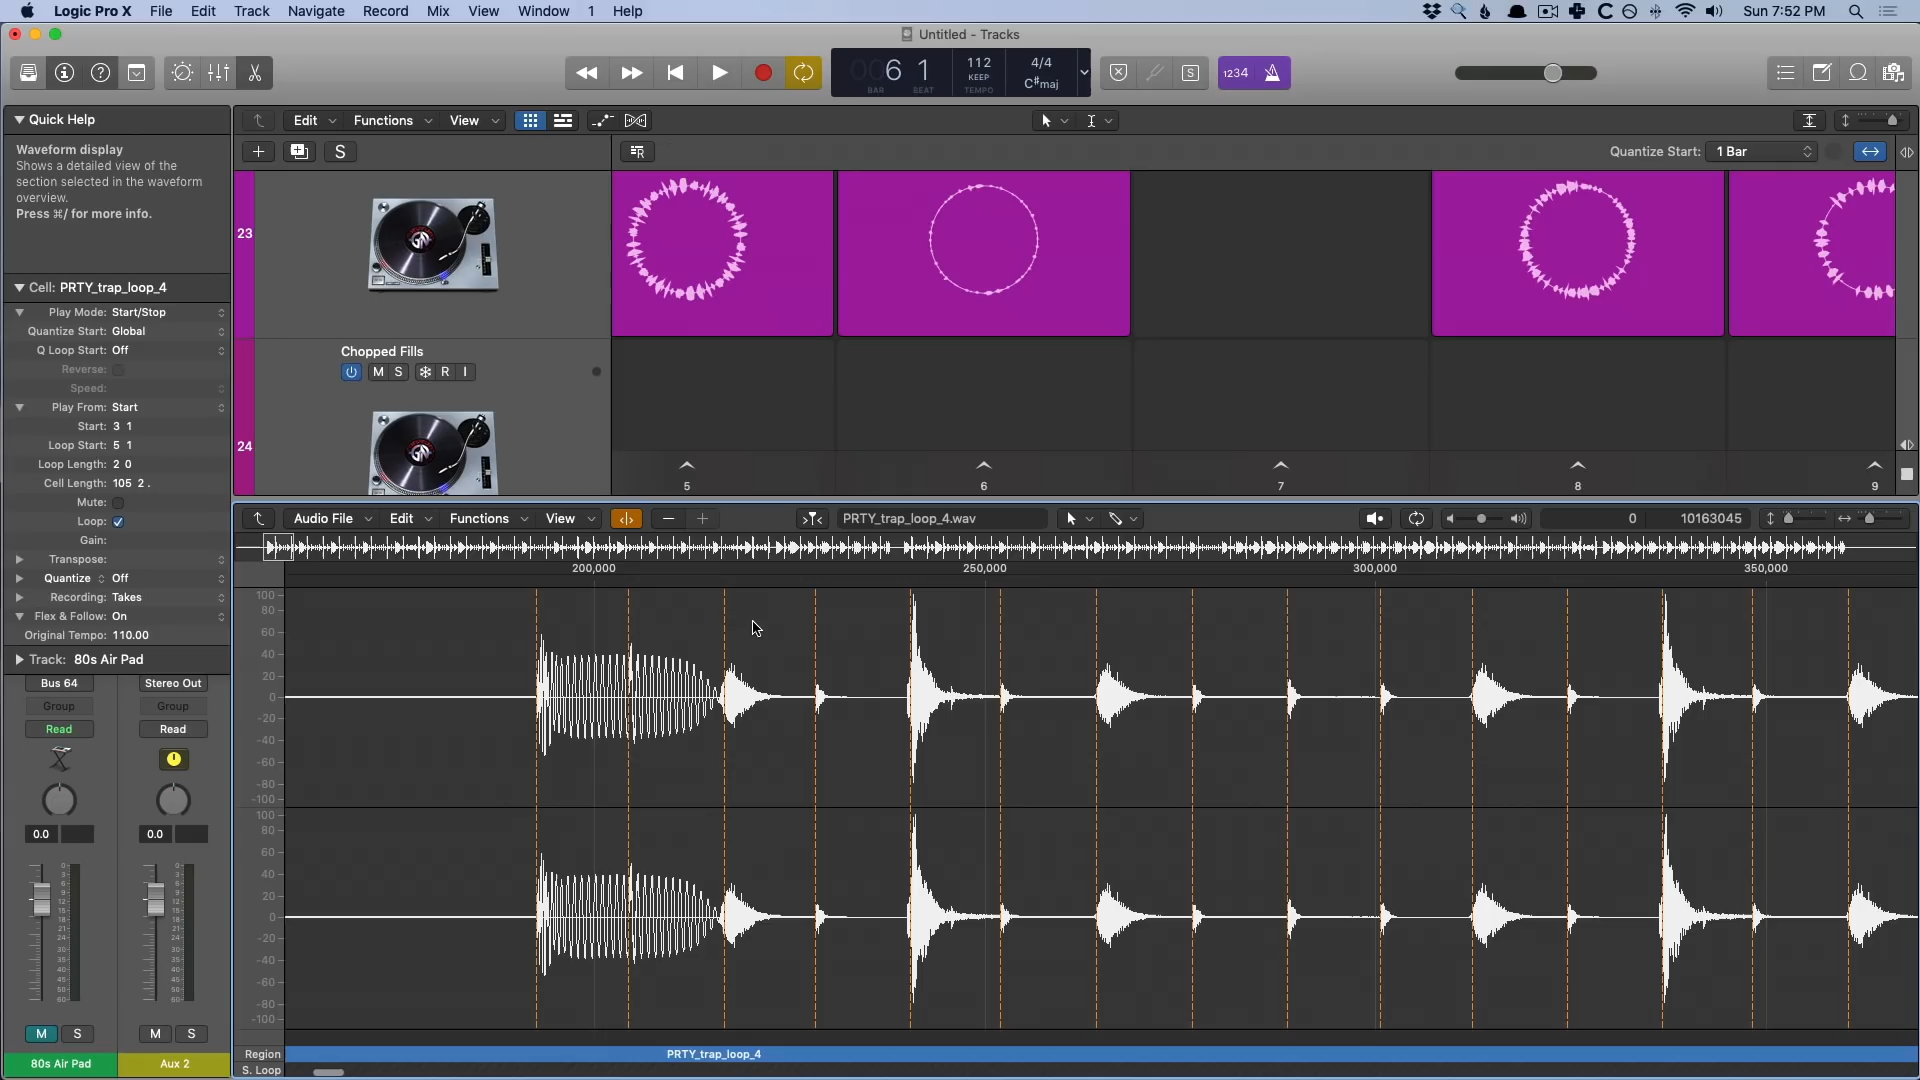 Logic Pro X File Edit Track Navigate Record Mix View Window 1 Help
Sun 7:52 PM
Untitled - Tracks
6 1
BAR BEAT
112
KEEP
TEMPO
4/4
C#maj
S
1234
Quick Help
Edit Functions View
Waveform display
Shows a detailed view of the
section selected in the waveform
overview.
Press ⌘/ for more info.
S
Quantize Start: 1 Bar
23
Cell: PRTY_trap_loop_4
Play Mode: Start/Stop
Quantize Start: Global
Q Loop Start: Off
Reverse:
Speed:
Play From: Start
Start: 3 1
Loop Start: 5 1
Loop Length: 2 0
Cell Length: 105 2 .
Mute:
Loop:
Gain:
Transpose:
Quantize Off
Recording: Takes
Flex & Follow: On
Original Tempo: 110.00
Track: 80s Air Pad
Chopped Fills
M S R I
24
5 6 7 8 9
Audio File Edit Functions View
PRTY_trap_loop_4.wav
0 10163045
200,000 250,000 300,000 350,000
100
80
60
40
20
0
-20
-40
-60
-80
-100
100
80
60
40
20
0
-20
-40
-60
-80
-100
Bus 64 Stereo Out
Group Group
Read Read
0.0 0.0
M S M S
80s Air Pad Aux 2
Region PRTY_trap_loop_4
S. Loop